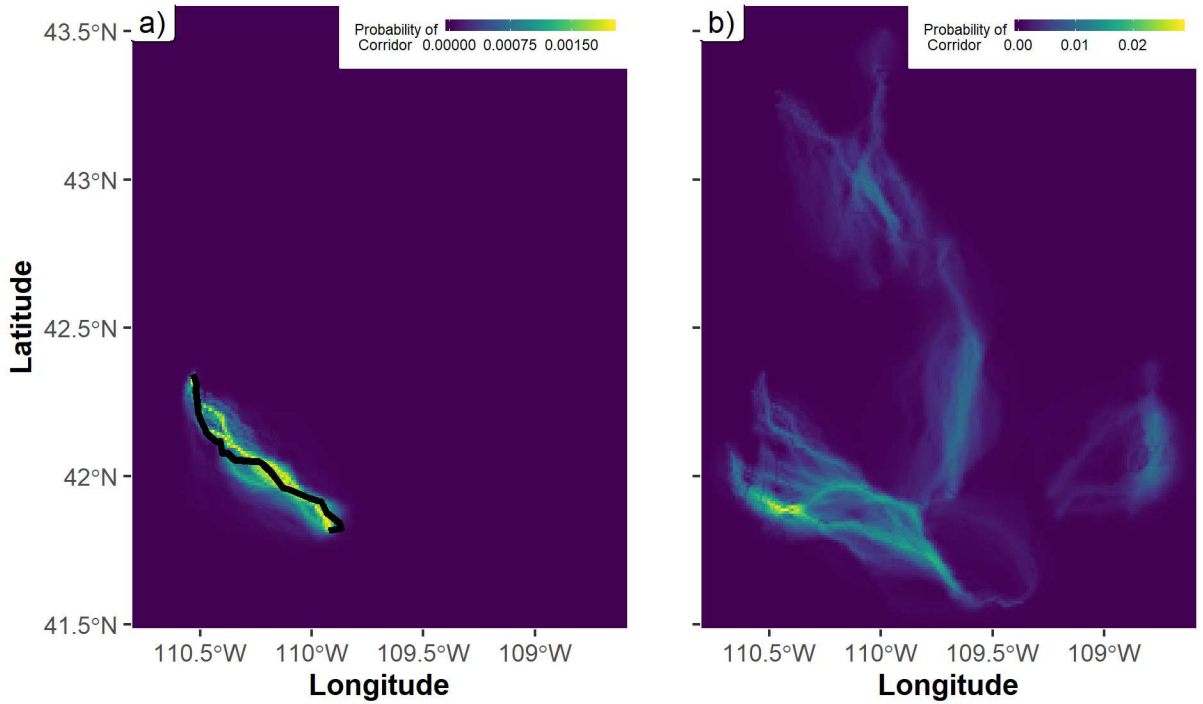 a)
Probability of
Corridor
0.00000 0.00075 0.00150
b)
Probability of
Corridor
0.00 0.01 0.02
Latitude
43.5°N
43°N
42.5°N
42°N
41.5°N
110.5°W 110°W 109.5°W 109°W
110.5°W 110°W 109.5°W 109°W
Longitude
Longitude